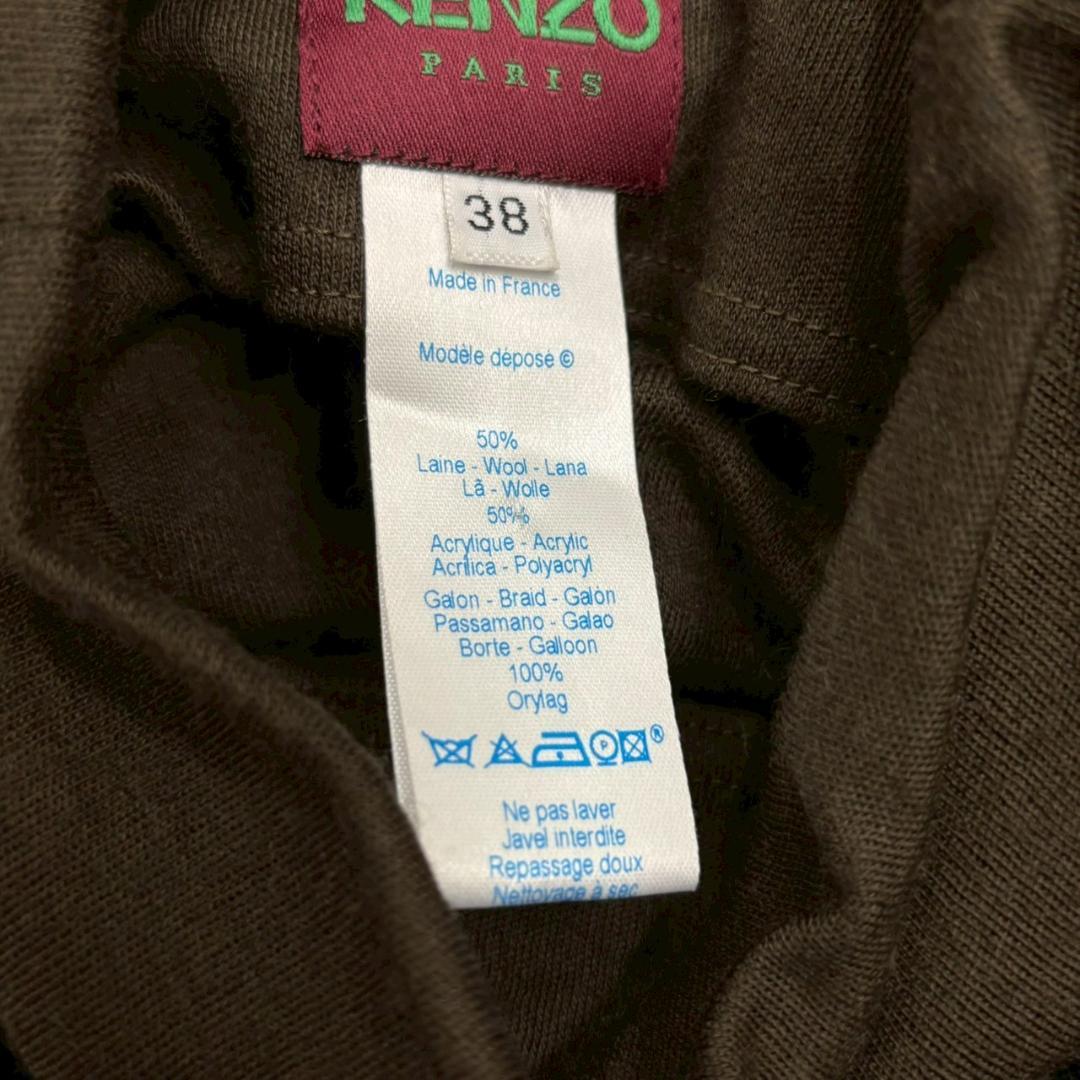 KENZO
PARIS
38
Made in France
Modèle déposé ©
50%
Laine - Wool - Lana
Lã - Wolle
50%
Acrylique - Acrylic
Acrilica - Polyacryl
Galon - Braid - Galòn
Passamano - Galao
Borte - Galloon
100%
Orylag
P ®
Ne pas laver
Javel interdite
Repassage doux
Nettoyage à sec